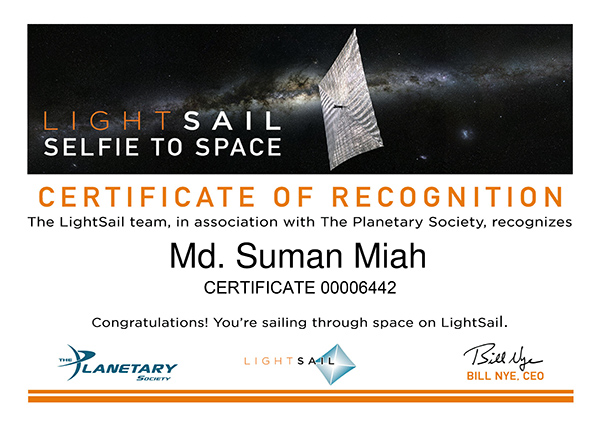 LIGHTSAIL
SELFIE TO SPACE
CERTIFICATE OF RECOGNITION
The LightSail team, in association with The Planetary Society, recognizes
Md. Suman Miah
CERTIFICATE 00006442
Congratulations! You're sailing through space on LightSail.
THE PLANETARY SOCIETY
LIGHTSAIL
Bill Nye
BILL NYE, CEO